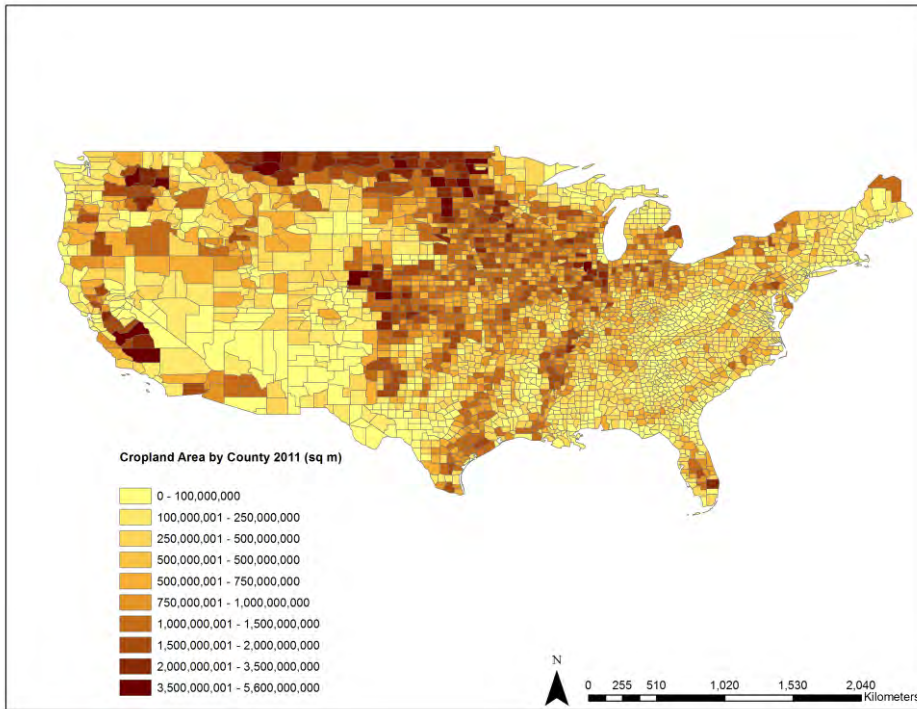 Cropland Area by County 2011 (sq m)
0 - 100,000,000
100,000,001 - 250,000,000
250,000,001 - 500,000,000
500,000,001 - 500,000,000
500,000,001 - 750,000,000
750,000,001 - 1,000,000,000
1,000,000,001 - 1,500,000,000
1,500,000,001 - 2,000,000,000
2,000,000,001 - 3,500,000,000
3,500,000,001 - 5,600,000,000
N
0 255 510 1,020 1,530 2,040
Kilometers